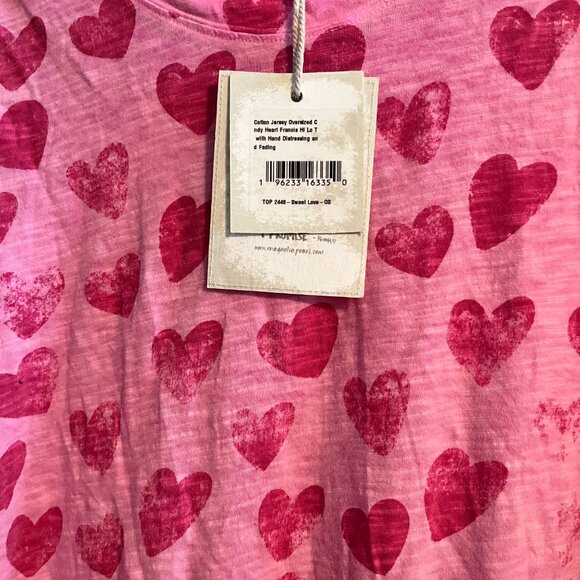 Cotton Jersey Oversized C
ndy Heart Francis Hi Lo T
with Hand Distressing an
d Fading
1 96233 16335 0
TOP 2448 - Sweet Love - OS
PROMISE
www.magnoliapearl.com